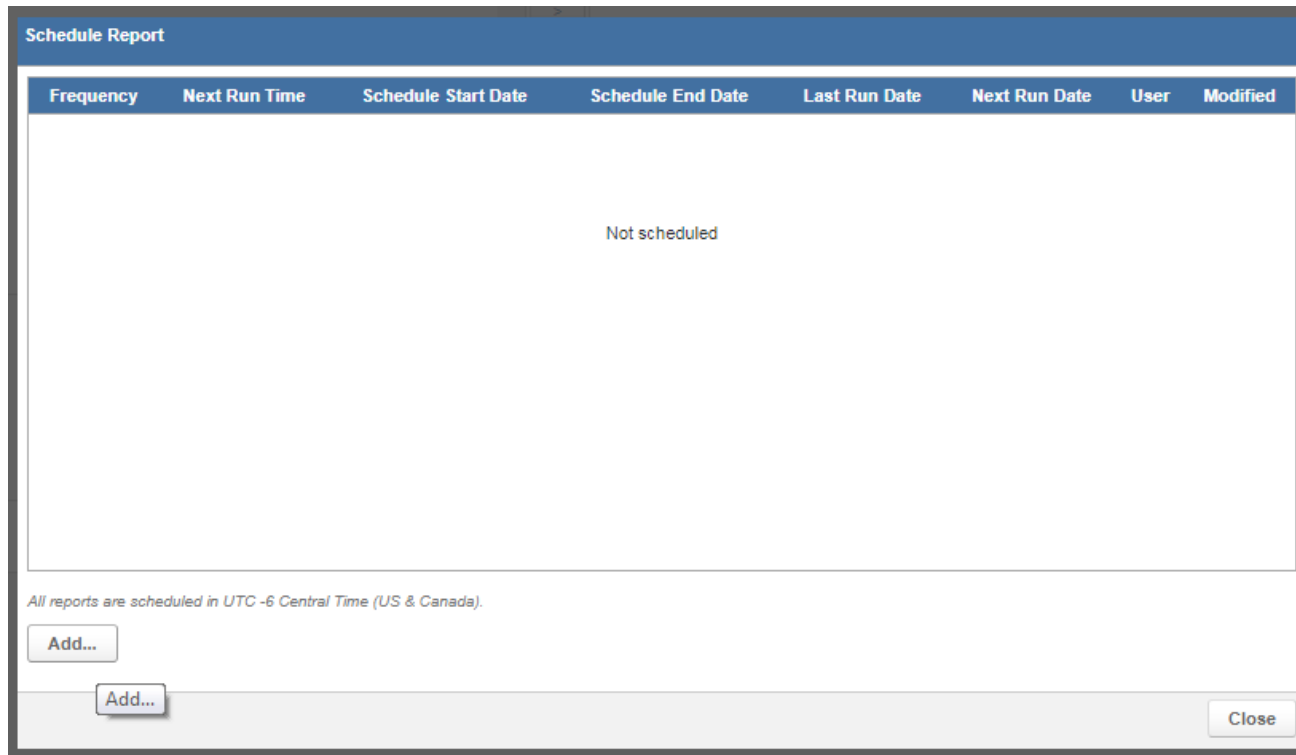 Schedule Report
Frequency Next Run Time Schedule Start Date Schedule End Date Last Run Date Next Run Date User Modified
Not scheduled
All reports are scheduled in UTC -6 Central Time (US & Canada).
Add...
Add...
Close